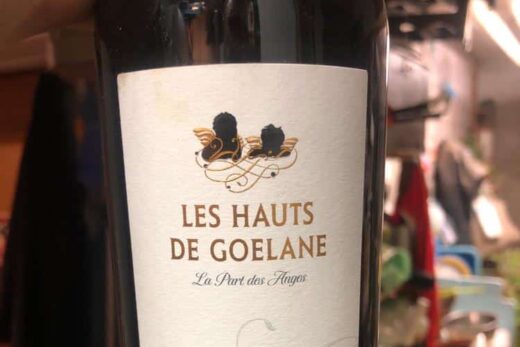 LES HAUTS
DE GOELANE
La Part des Anges